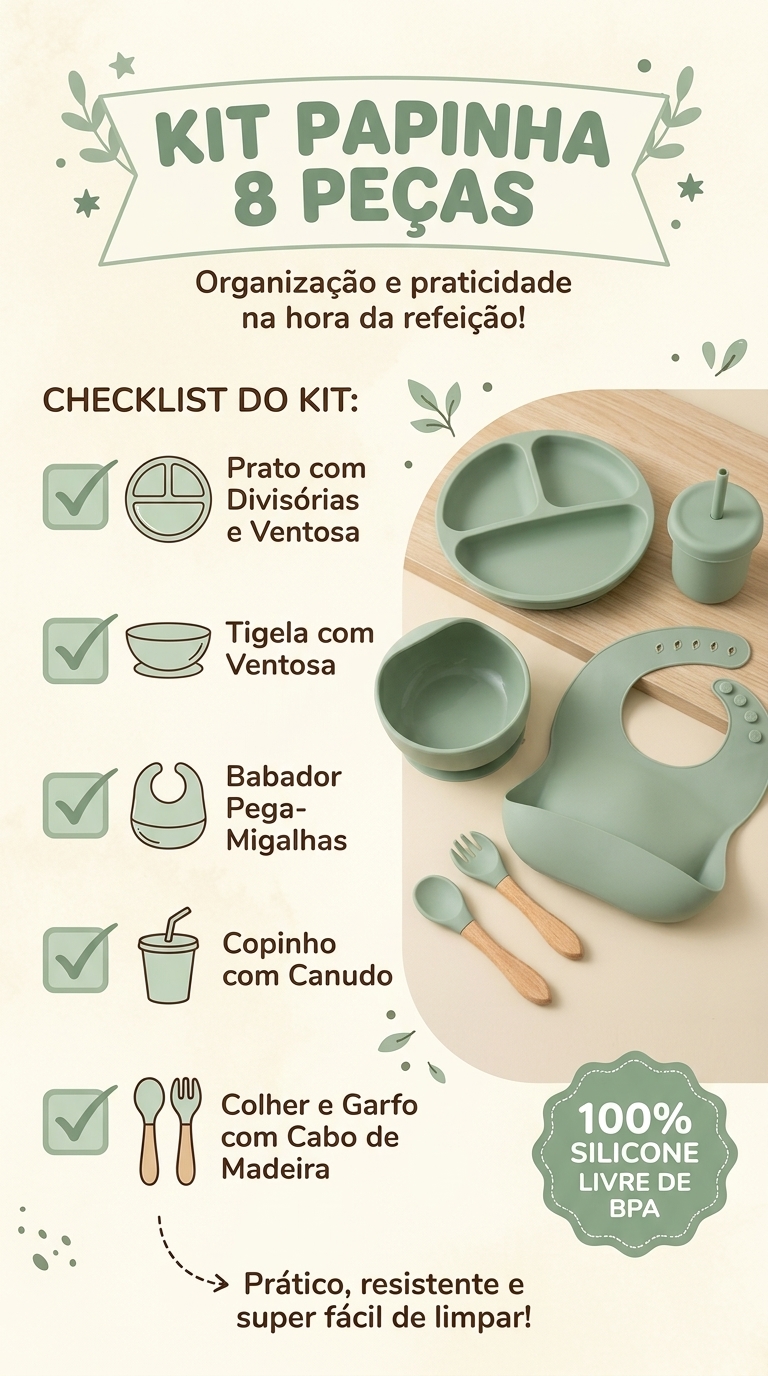 KIT PAPINHA
8 PEÇAS
Organização e praticidade
na hora da refeição!
CHECKLIST DO KIT:
Prato com
Divisórias
e Ventosa
Tigela com
Ventosa
Babador
Pega-
Migalhas
Copinho
com Canudo
Colher e Garfo
com Cabo de
Madeira
100%
SILICONE
LIVRE DE
BPA
Prático, resistente e
super fácil de limpar!